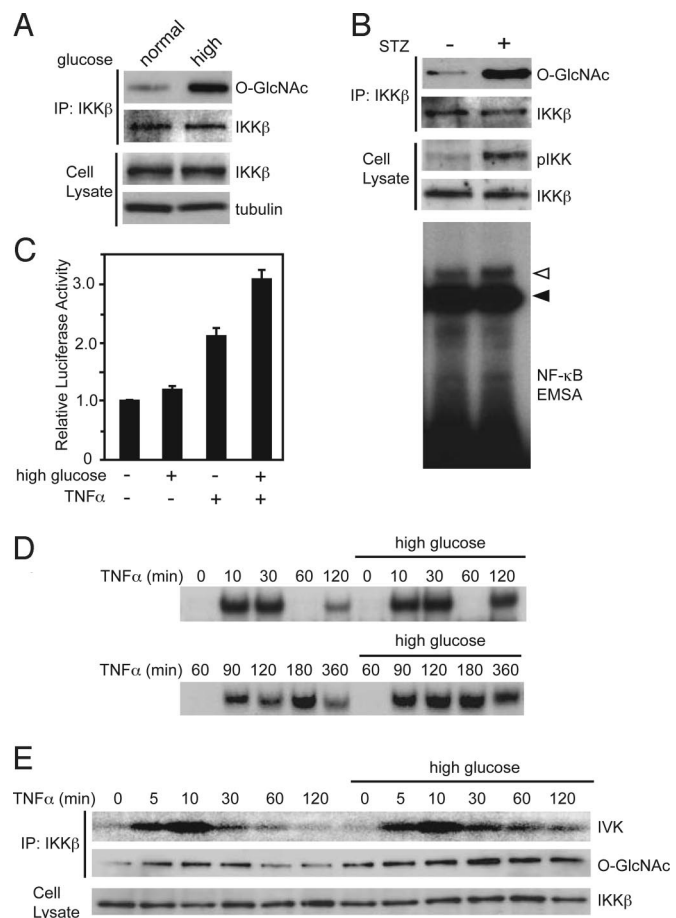 A
glucose normal high
IP: IKKβ
O-GlcNAc
IKKβ
Cell
Lysate
IKKβ
tubulin
B
STZ - +
IP: IKKβ
O-GlcNAc
IKKβ
Cell
Lysate
pIKK
IKKβ
NF-κB
EMSA
C
Relative Luciferase Activity
3.0
2.0
1.0
0
high glucose - + - +
TNFα - - + +
D
high glucose
TNFα (min) 0 10 30 60 120 0 10 30 60 120
high glucose
TNFα (min) 60 90 120 180 360 60 90 120 180 360
E
high glucose
TNFα (min) 0 5 10 30 60 120 0 5 10 30 60 120
IP: IKKβ
IVK
O-GlcNAc
Cell
Lysate
IKKβ